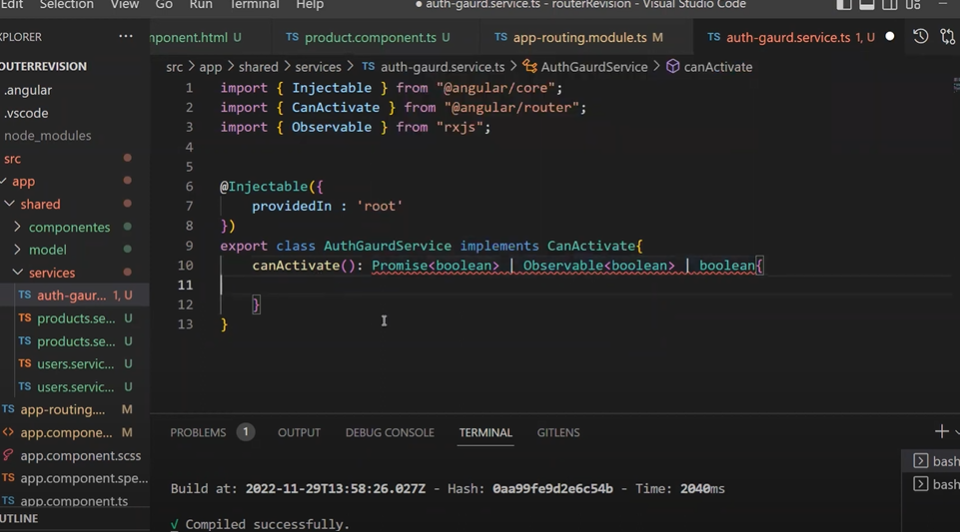 Edit Selection View Go Run Terminal Help
auth-gaurd.service.ts - routerRevision - Visual Studio Code
EXPLORER
ROUTERREVISION
.angular
.vscode
node_modules
src
app
shared
componentes
model
services
TS auth-gaur... 1, U
TS products.se... U
TS products.se... U
TS users.servic... U
TS users.servic... U
TS app-routing.... M
<> app.compone... M
app.component.scss
TS app.component.spe...
TS app.component.ts
OUTLINE
mponent.html U
TS product.component.ts U
TS app-routing.module.ts M
TS auth-gaurd.service.ts 1, U
src > app > shared > services > TS auth-gaurd.service.ts > AuthGaurdService > canActivate
1 import { Injectable } from "@angular/core";
2 import { CanActivate } from "@angular/router";
3 import { Observable } from "rxjs";
4
5
6 @Injectable({
7 providedIn : 'root'
8 })
9 export class AuthGaurdService implements CanActivate{
10 canActivate(): Promise<boolean> | Observable<boolean> | boolean{
11
12 }
13 }
PROBLEMS 1 OUTPUT DEBUG CONSOLE TERMINAL GITLENS
Build at: 2022-11-29T13:58:26.027Z - Hash: 0aa99fe9d2e6c54b - Time: 2040ms
√ Compiled successfully.
bash
bash